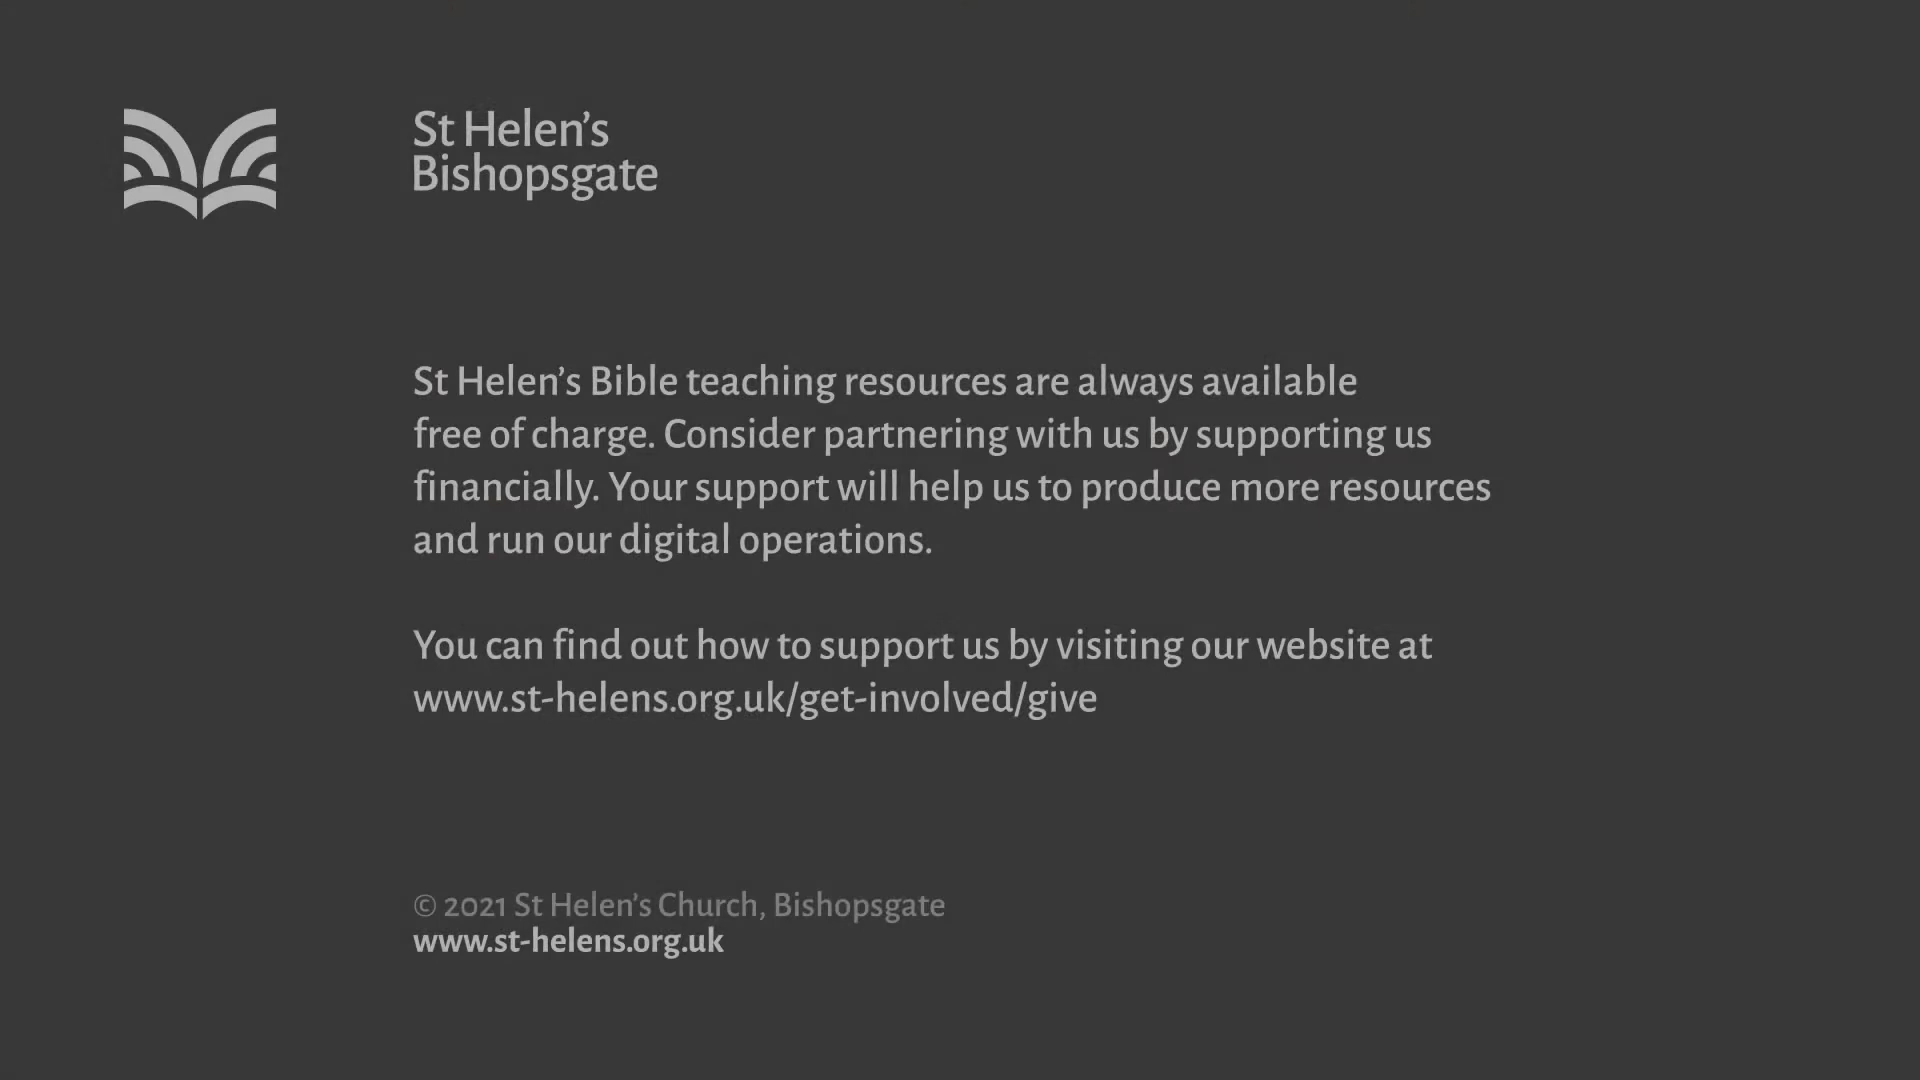 St Helen’s
Bishopsgate
St Helen’s Bible teaching resources are always available
free of charge. Consider partnering with us by supporting us
financially. Your support will help us to produce more resources
and run our digital operations.
You can find out how to support us by visiting our website at
www.st-helens.org.uk/get-involved/give
© 2021 St Helen’s Church, Bishopsgate
www.st-helens.org.uk